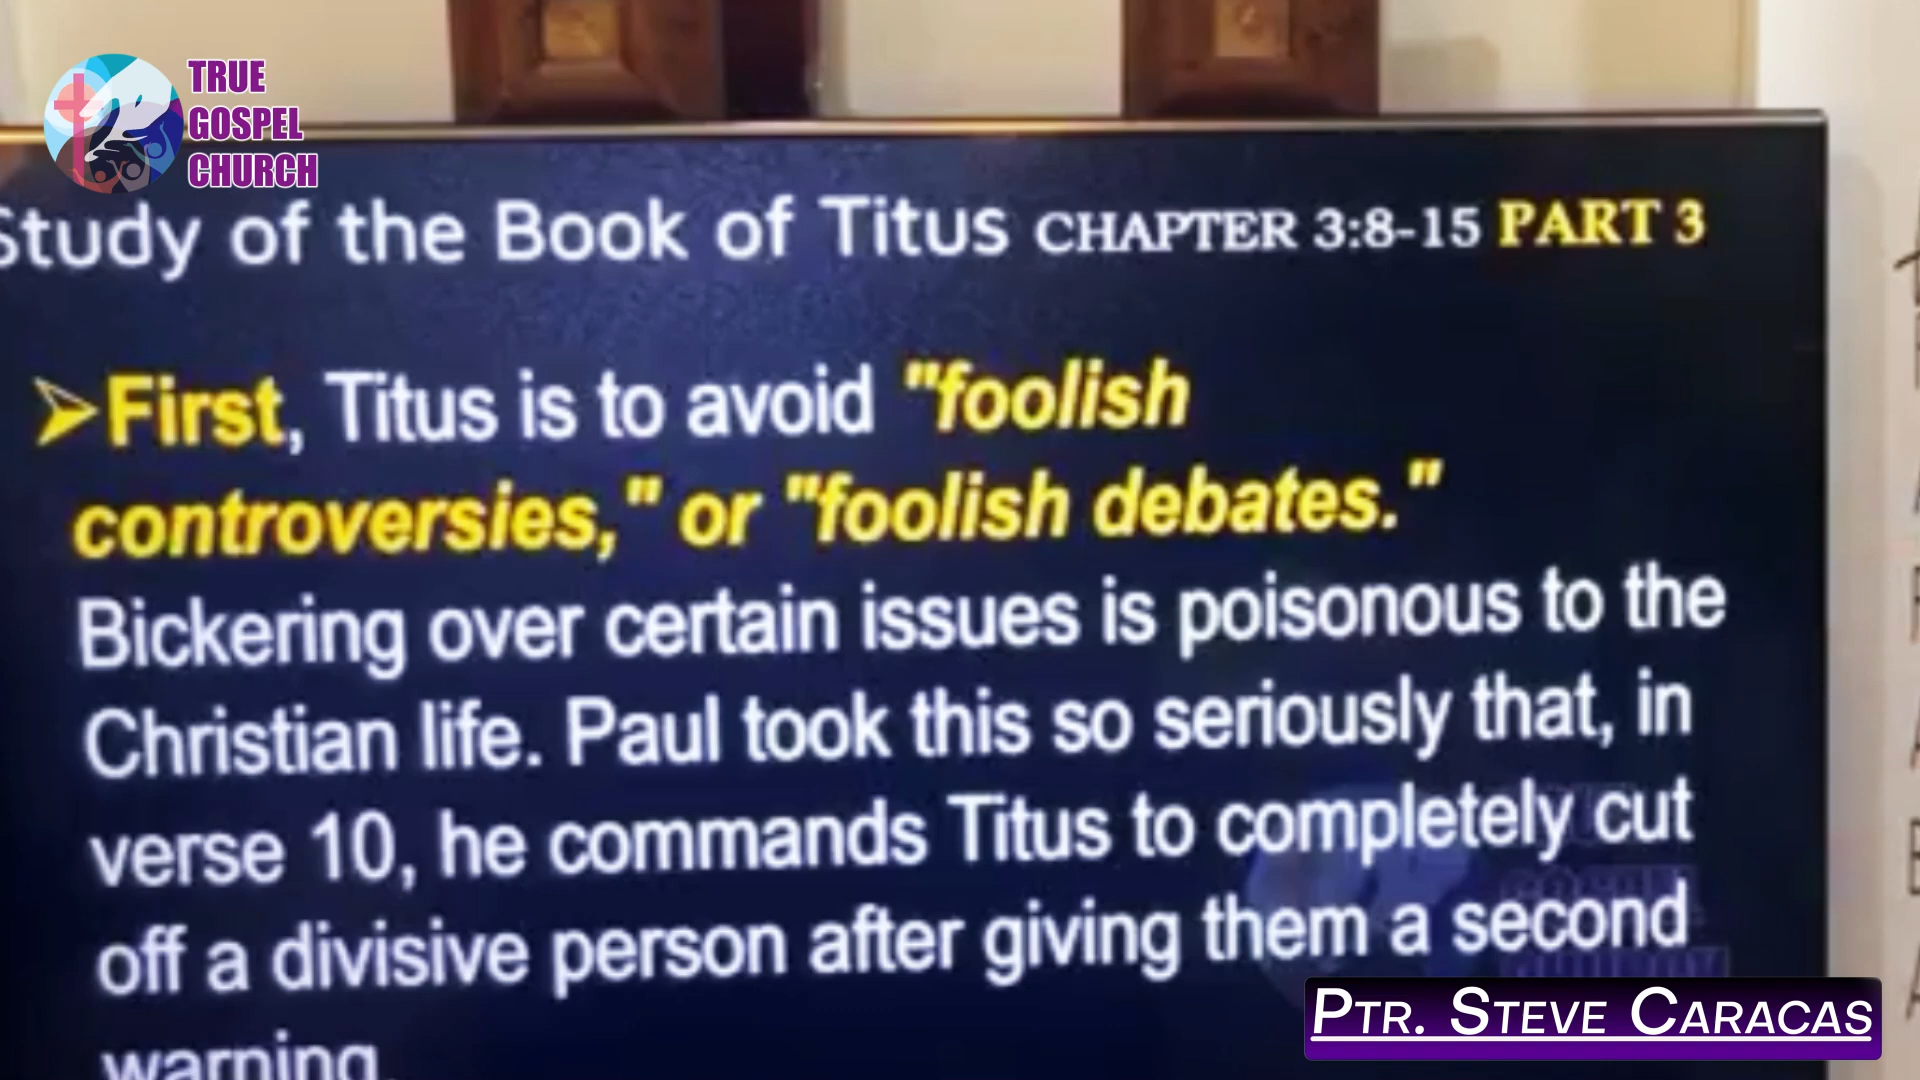 TRUE
GOSPEL
CHURCH
Study of the Book of Titus CHAPTER 3:8-15 PART 3
➢First, Titus is to avoid "foolish
controversies," or "foolish debates."
Bickering over certain issues is poisonous to the
Christian life. Paul took this so seriously that, in
verse 10, he commands Titus to completely cut
off a divisive person after giving them a second
warning.
PTR. STEVE CARACAS